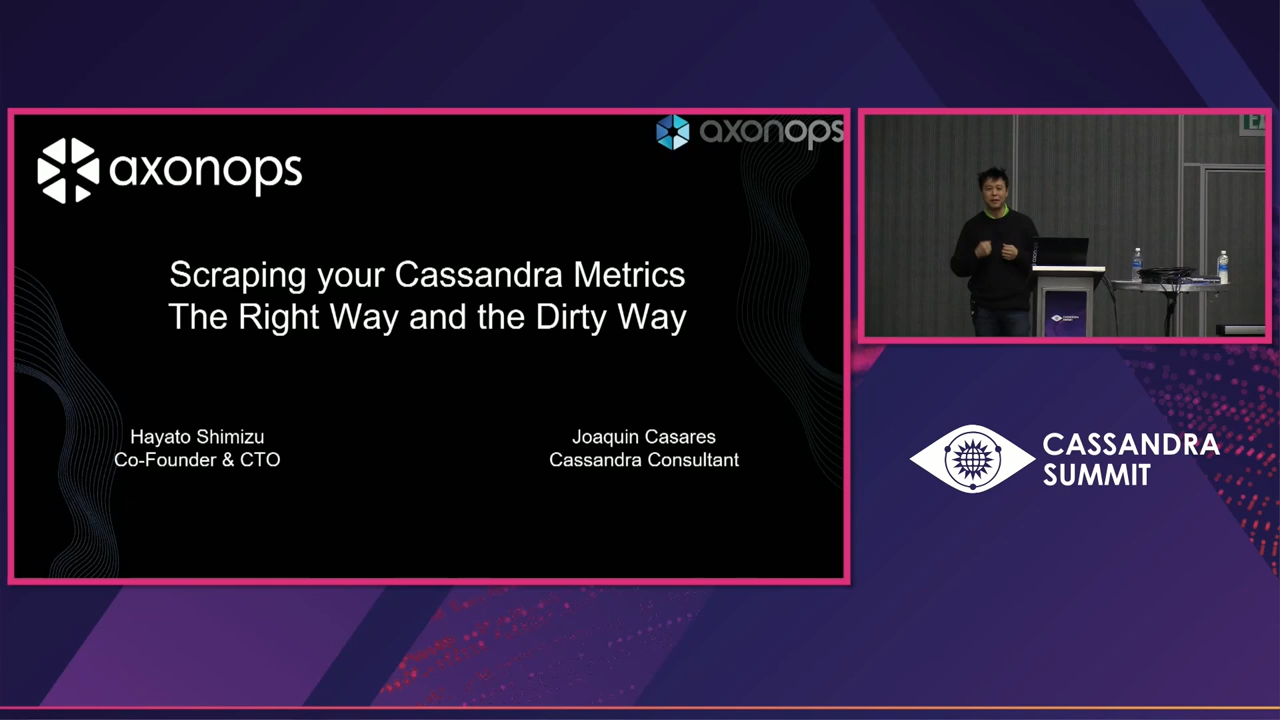 axonops
axonops
Scraping your Cassandra Metrics
The Right Way and the Dirty Way
Hayato Shimizu
Co-Founder & CTO
Joaquin Casares
Cassandra Consultant
CASSANDRA
SUMMIT